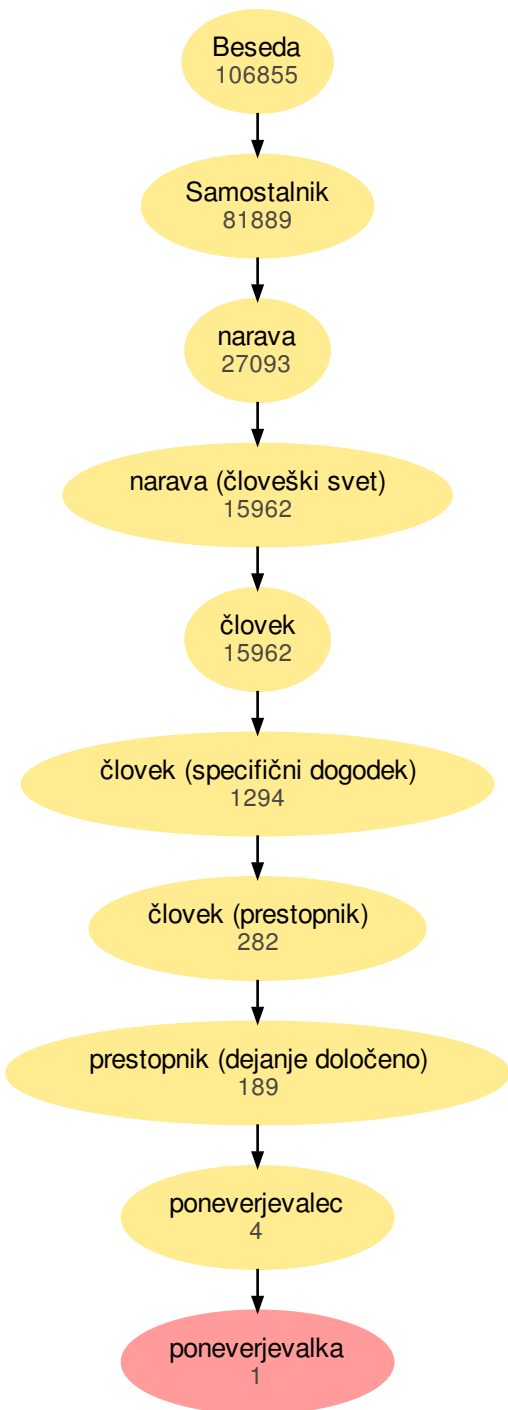 Beseda
106855
Samostalnik
81889
narava
27093
narava (človeški svet)
15962
človek
15962
človek (specifični dogodek)
1294
človek (prestopnik)
282
prestopnik (dejanje določeno)
189
poneverjevalec
4
poneverjevalka
1